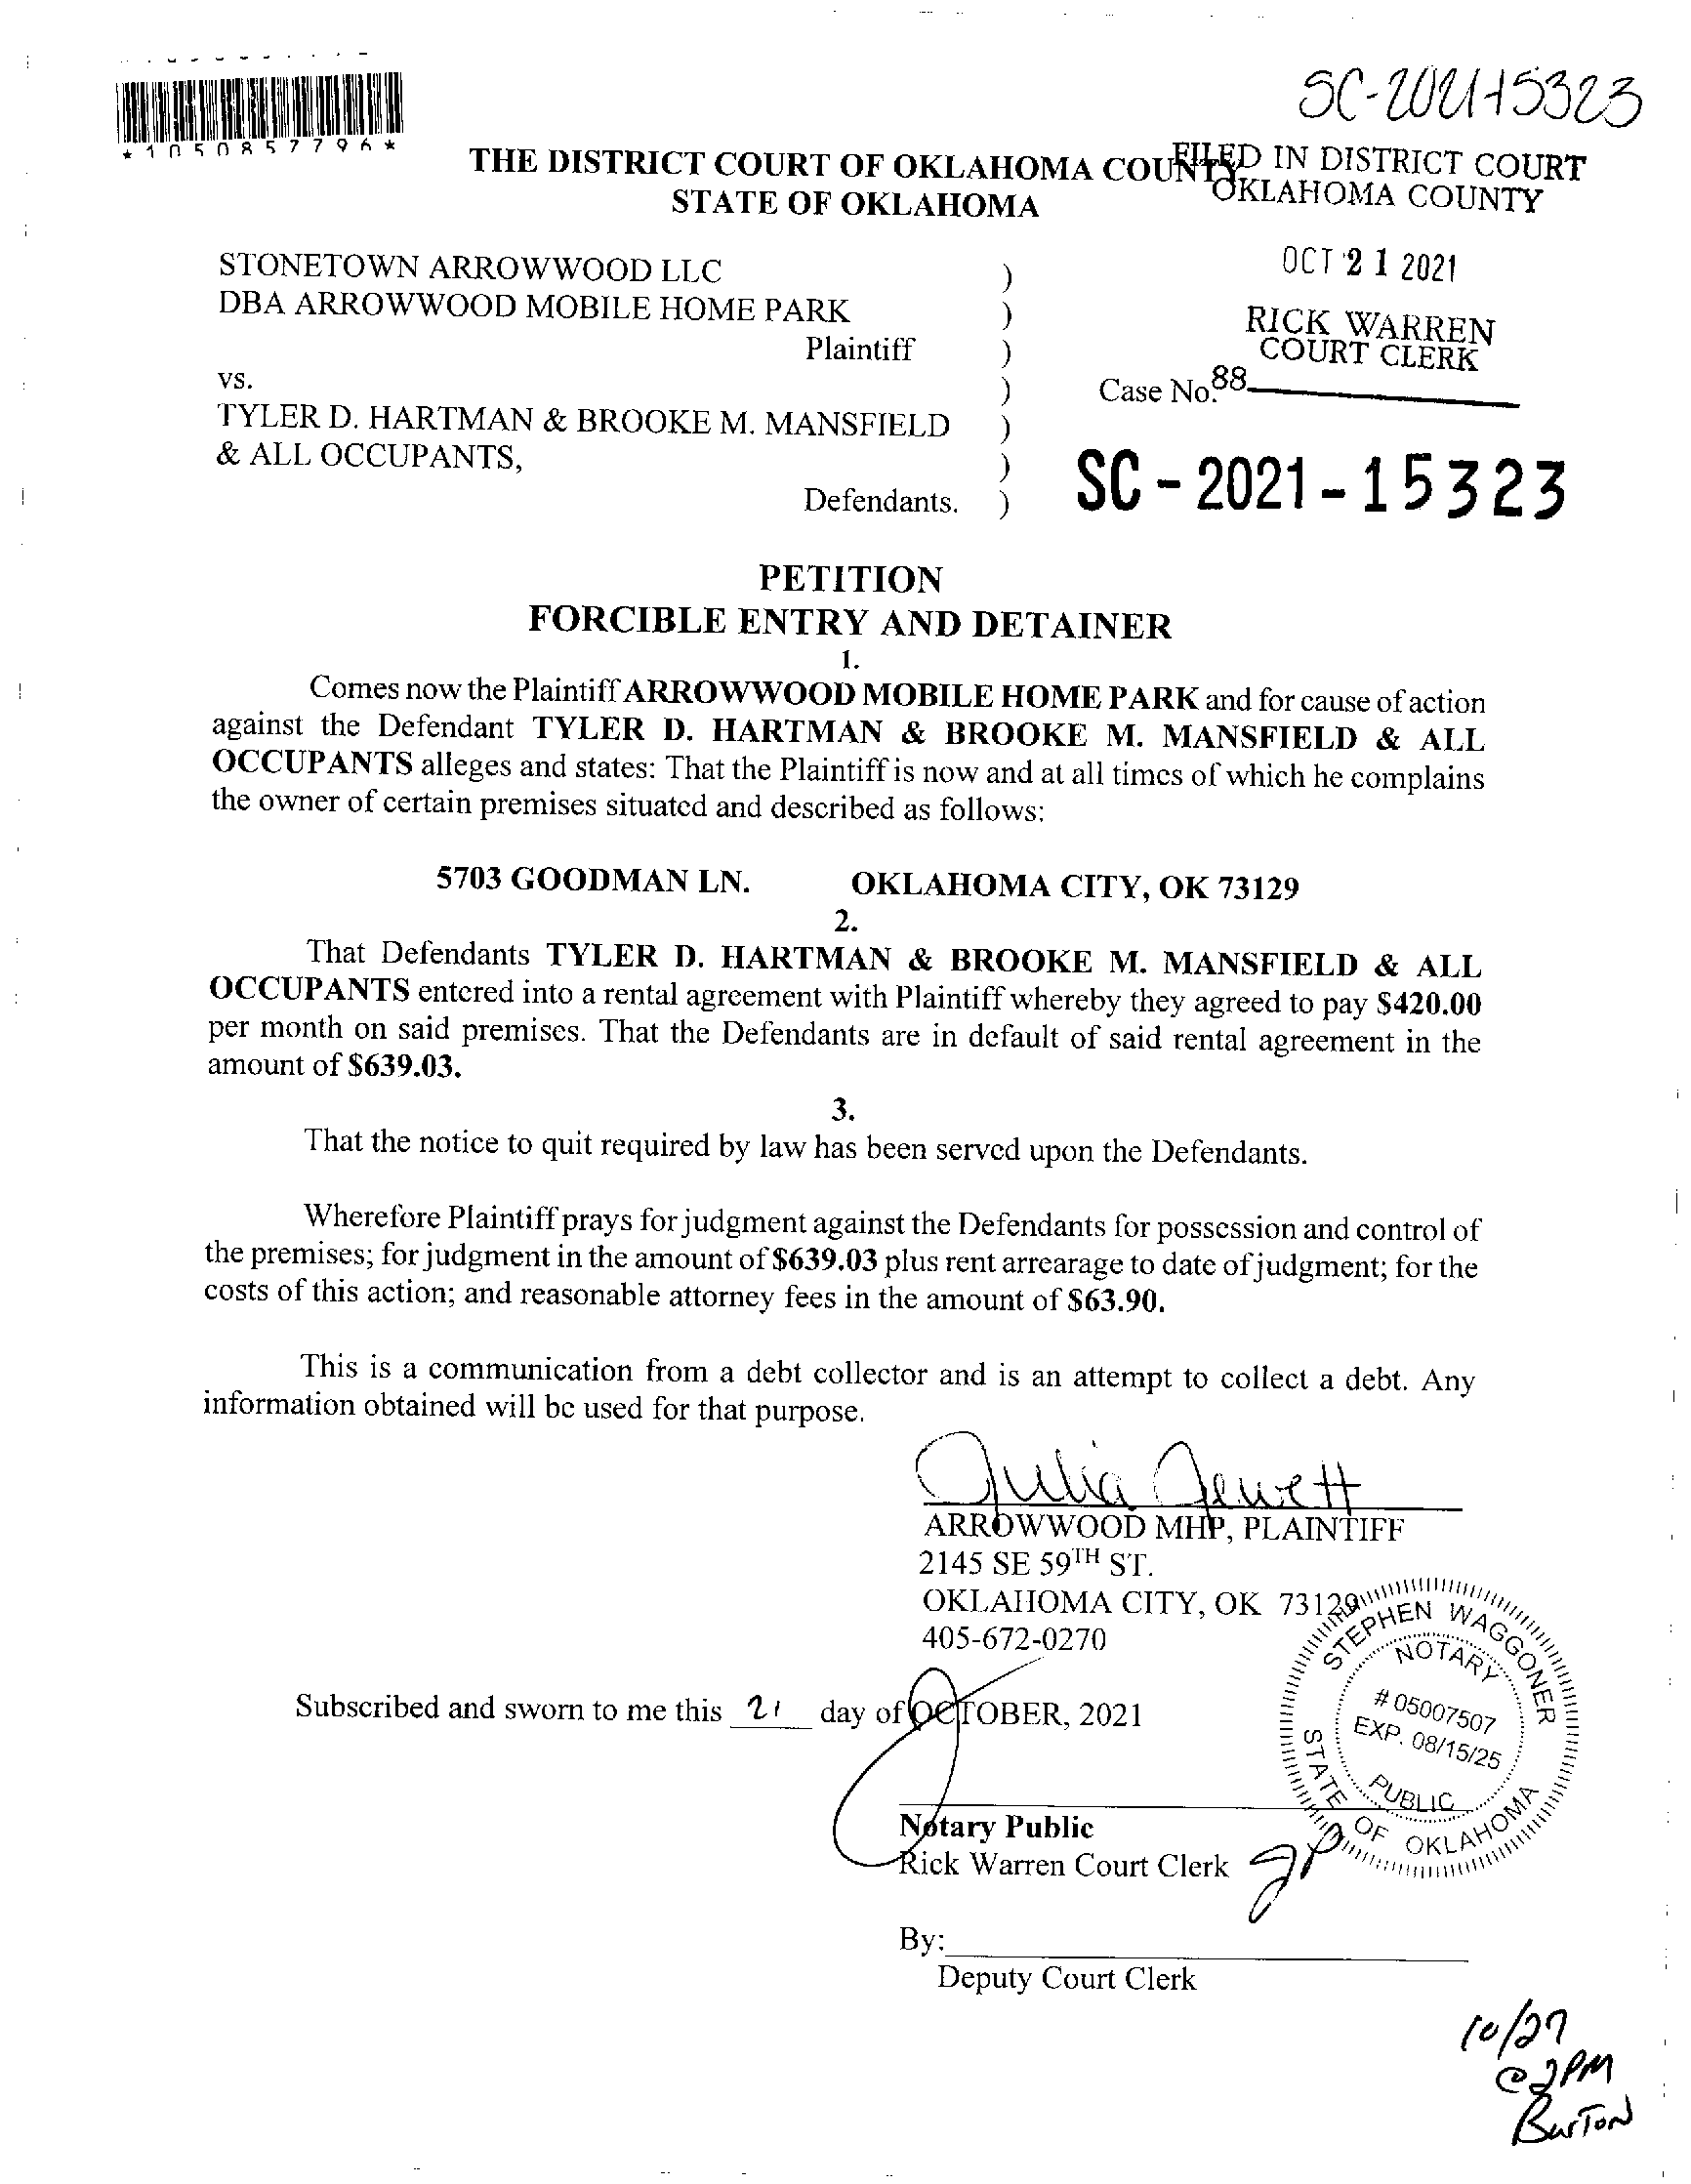 SC-2021-15323
*1050857796*
THE DISTRICT COURT OF OKLAHOMA COUNTY
STATE OF OKLAHOMA
FILED IN DISTRICT COURT
OKLAHOMA COUNTY
OCT 21 2021
RICK WARREN
COURT CLERK
88
STONETOWN ARROWWOOD LLC )
DBA ARROWWOOD MOBILE HOME PARK )
Plaintiff )
vs. ) Case No.
TYLER D. HARTMAN & BROOKE M. MANSFIELD )
& ALL OCCUPANTS, )
Defendants. )
SC-2021-15323
PETITION
FORCIBLE ENTRY AND DETAINER
1.
Comes now the Plaintiff ARROWWOOD MOBILE HOME PARK and for cause of action
against the Defendant TYLER D. HARTMAN & BROOKE M. MANSFIELD & ALL
OCCUPANTS alleges and states: That the Plaintiff is now and at all times of which he complains
the owner of certain premises situated and described as follows:
5703 GOODMAN LN. OKLAHOMA CITY, OK 73129
2.
That Defendants TYLER D. HARTMAN & BROOKE M. MANSFIELD & ALL
OCCUPANTS entered into a rental agreement with Plaintiff whereby they agreed to pay $420.00
per month on said premises. That the Defendants are in default of said rental agreement in the
amount of $639.03.
3.
That the notice to quit required by law has been served upon the Defendants.
Wherefore Plaintiff prays for judgment against the Defendants for possession and control of
the premises; for judgment in the amount of $639.03 plus rent arrearage to date of judgment; for the
costs of this action; and reasonable attorney fees in the amount of $63.90.
This is a communication from a debt collector and is an attempt to collect a debt. Any
information obtained will be used for that purpose.
Julia Jewett
ARROWWOOD MHP, PLAINTIFF
2145 SE 59TH ST.
OKLAHOMA CITY, OK 73129
405-672-0270
Subscribed and sworn to me this 21 day of OCTOBER, 2021
STEPHEN WAGGONER
NOTARY
# 05007507
EXP. 08/15/25
PUBLIC
STATE OF OKLAHOMA
Notary Public
Rick Warren Court Clerk
By:
Deputy Court Clerk
10/27
@ 2PM
Burton